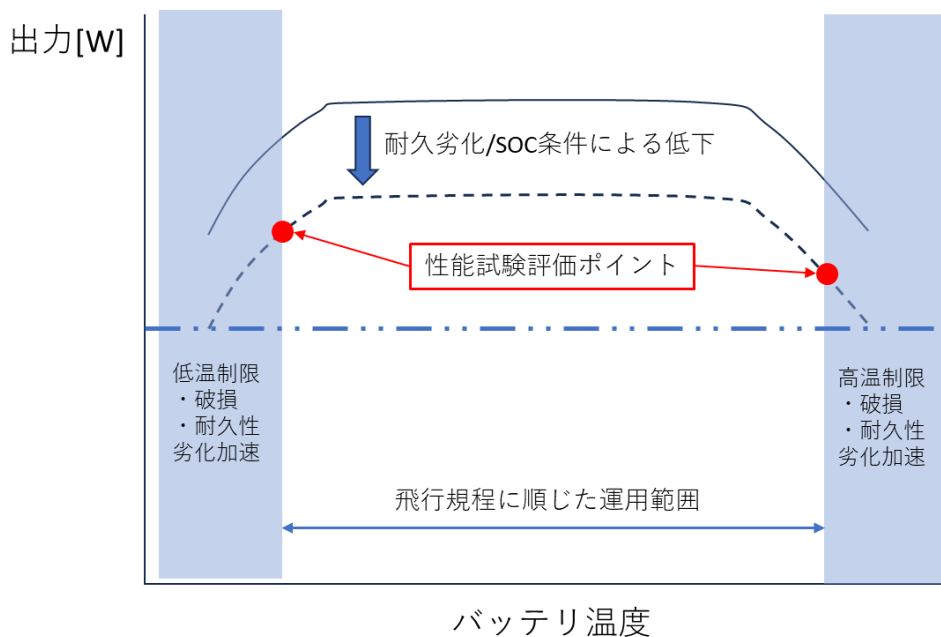 出力[W]
耐久劣化/SOC条件による低下
性能試験評価ポイント
低温制限
・破損
・耐久性
劣化加速
高温制限
・破損
・耐久性
劣化加速
飛行規程に順じた運用範囲
バッテリ温度